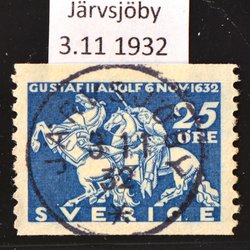 Järvsjöby
3.11 1932
GUSTAF II ADOLF 6 NOV 1632
25
ÖRE
SVERIGE